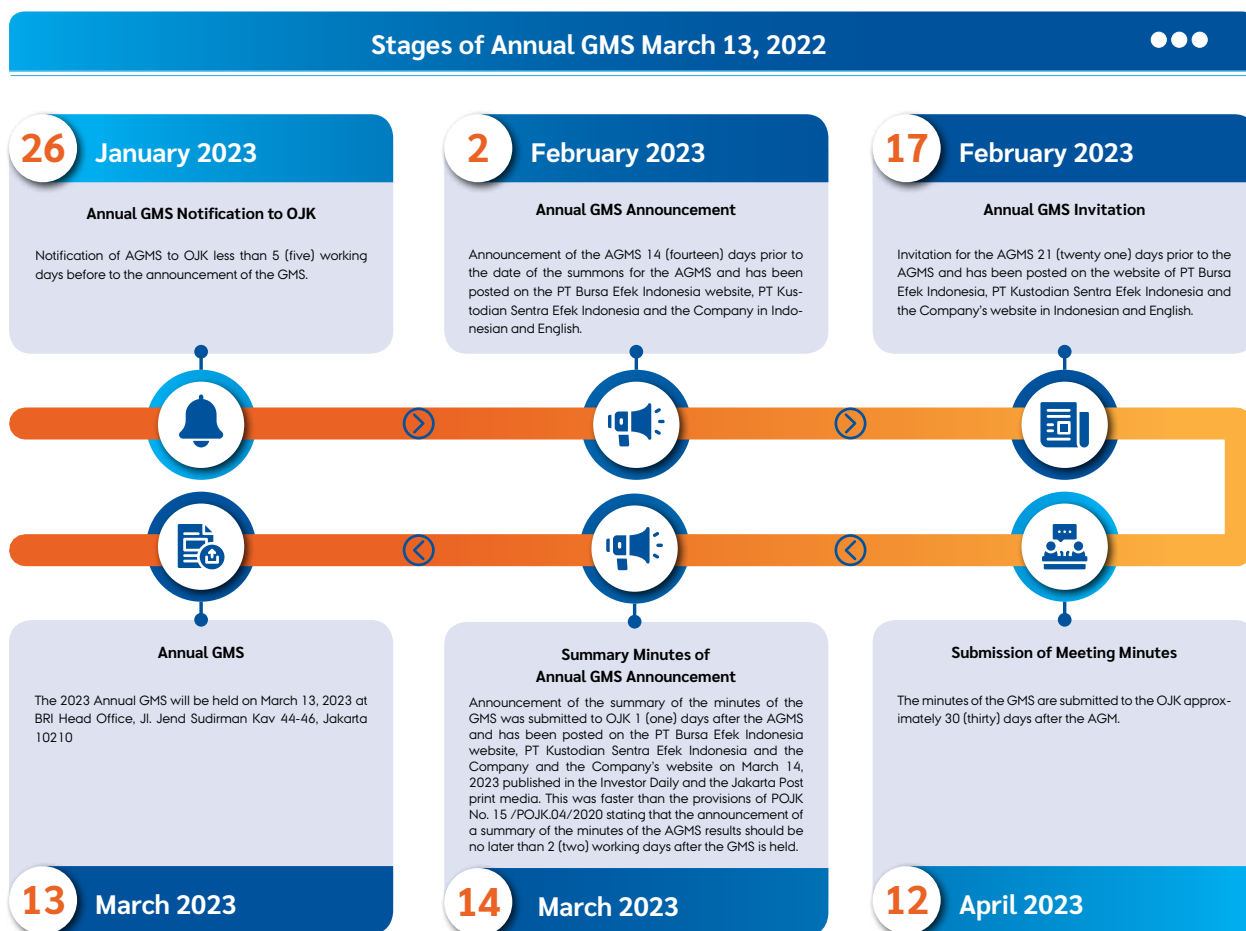 Stages of Annual GMS March 13, 2022
26 January 2023
Annual GMS Notification to OJK
Notification of AGMS to OJK less than 5 (five) working
days before to the announcement of the GMS.
2 February 2023
Annual GMS Announcement
Announcement of the AGMS 14 (fourteen) days prior to
the date of the summons for the AGMS and has been
posted on the PT Bursa Efek Indonesia website, PT Kus-
todian Sentra Efek Indonesia and the Company in Indo-
nesian and English.
17 February 2023
Annual GMS Invitation
Invitation for the AGMS 21 (twenty one) days prior to the
AGMS and has been posted on the website of PT Bursa
Efek Indonesia, PT Kustodian Sentra Efek Indonesia and
the Company's website in Indonesian and English.
Annual GMS
The 2023 Annual GMS will be held on March 13, 2023 at
BRI Head Office, Jl. Jend Sudirman Kav 44-46, Jakarta
10210
13 March 2023
Summary Minutes of
Annual GMS Announcement
Announcement of the summary of the minutes of the
GMS was submitted to OJK 1 (one) days after the AGMS
and has been posted on the PT Bursa Efek Indonesia
website, PT Kustodian Sentra Efek Indonesia and the
Company and the Company's website on March 14,
2023 published in the Investor Daily and the Jakarta Post
print media. This was faster than the provisions of POJK
No. 15 /POJK.04/2020 stating that the announcement of
a summary of the minutes of the AGMS results should be
no later than 2 (two) working days after the GMS is held.
14 March 2023
Submission of Meeting Minutes
The minutes of the GMS are submitted to the OJK approx-
imately 30 (thirty) days after the AGM.
12 April 2023